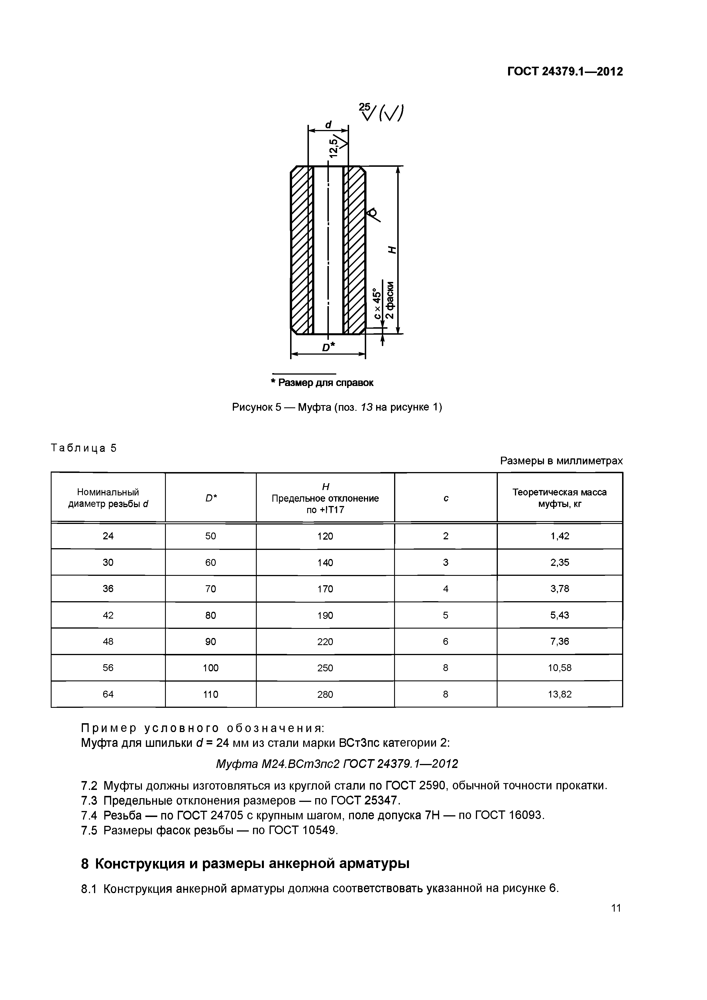 ГОСТ 24379.1—2012
25
(√)
d
12,5
H
c × 45°
2 фаски
D*
* Размер для справок
Рисунок 5 — Муфта (поз. 13 на рисунке 1)
Таблица 5
Размеры в миллиметрах
Номинальный диаметр резьбы d | D* | H Предельное отклонение по +IT17 | c | Теоретическая масса муфты, кг
24 | 50 | 120 | 2 | 1,42
30 | 60 | 140 | 3 | 2,35
36 | 70 | 170 | 4 | 3,78
42 | 80 | 190 | 5 | 5,43
48 | 90 | 220 | 6 | 7,36
56 | 100 | 250 | 8 | 10,58
64 | 110 | 280 | 8 | 13,82
Пример условного обозначения:
Муфта для шпильки d = 24 мм из стали марки ВСт3пс категории 2:
Муфта М24.ВСт3пс2 ГОСТ 24379.1—2012
7.2 Муфты должны изготовляться из круглой стали по ГОСТ 2590, обычной точности прокатки.
7.3 Предельные отклонения размеров — по ГОСТ 25347.
7.4 Резьба — по ГОСТ 24705 с крупным шагом, поле допуска 7Н — по ГОСТ 16093.
7.5 Размеры фасок резьбы — по ГОСТ 10549.
8 Конструкция и размеры анкерной арматуры
8.1 Конструкция анкерной арматуры должна соответствовать указанной на рисунке 6.
11